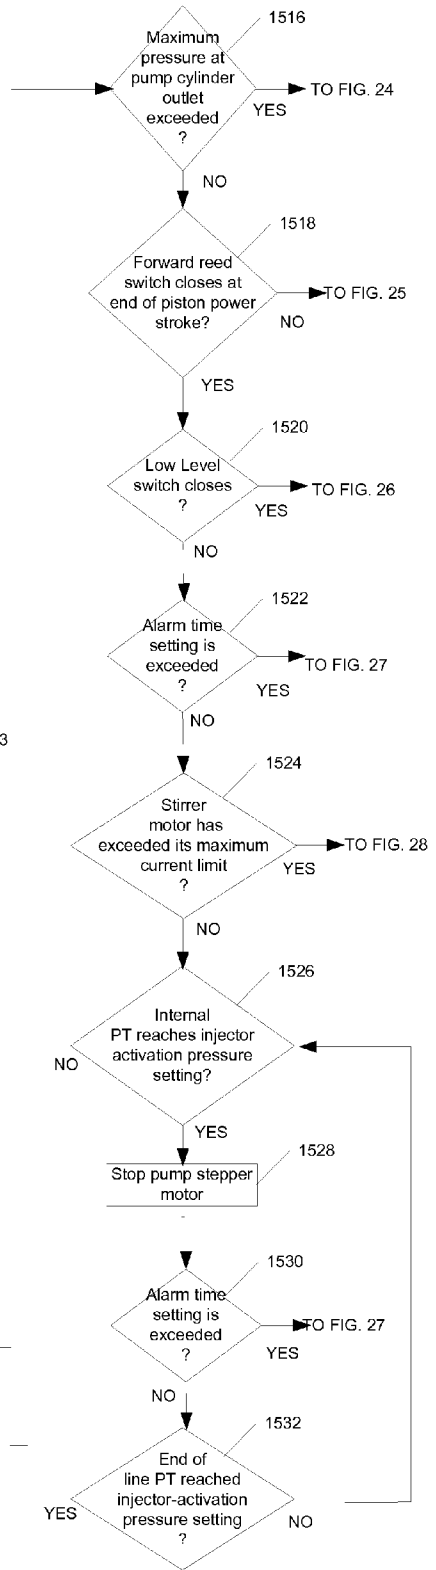 1516
Maximum
pressure at
pump cylinder
outlet
exceeded
?
TO FIG. 24
YES
NO
1518
Forward reed
switch closes at
end of piston power
stroke?
TO FIG. 25
NO
YES
1520
Low Level
switch closes
?
TO FIG. 26
YES
NO
1522
Alarm time
setting is
exceeded
?
TO FIG. 27
YES
NO
3
1524
Stirrer
motor has
exceeded its maximum
current limit
?
TO FIG. 28
YES
NO
1526
Internal
PT reaches injector
activation pressure
setting?
NO
YES
1528
Stop pump stepper
motor
1530
Alarm time
setting is
exceeded
?
TO FIG. 27
YES
NO
1532
End of
line PT reached
injector-activation
pressure setting
?
YES
NO